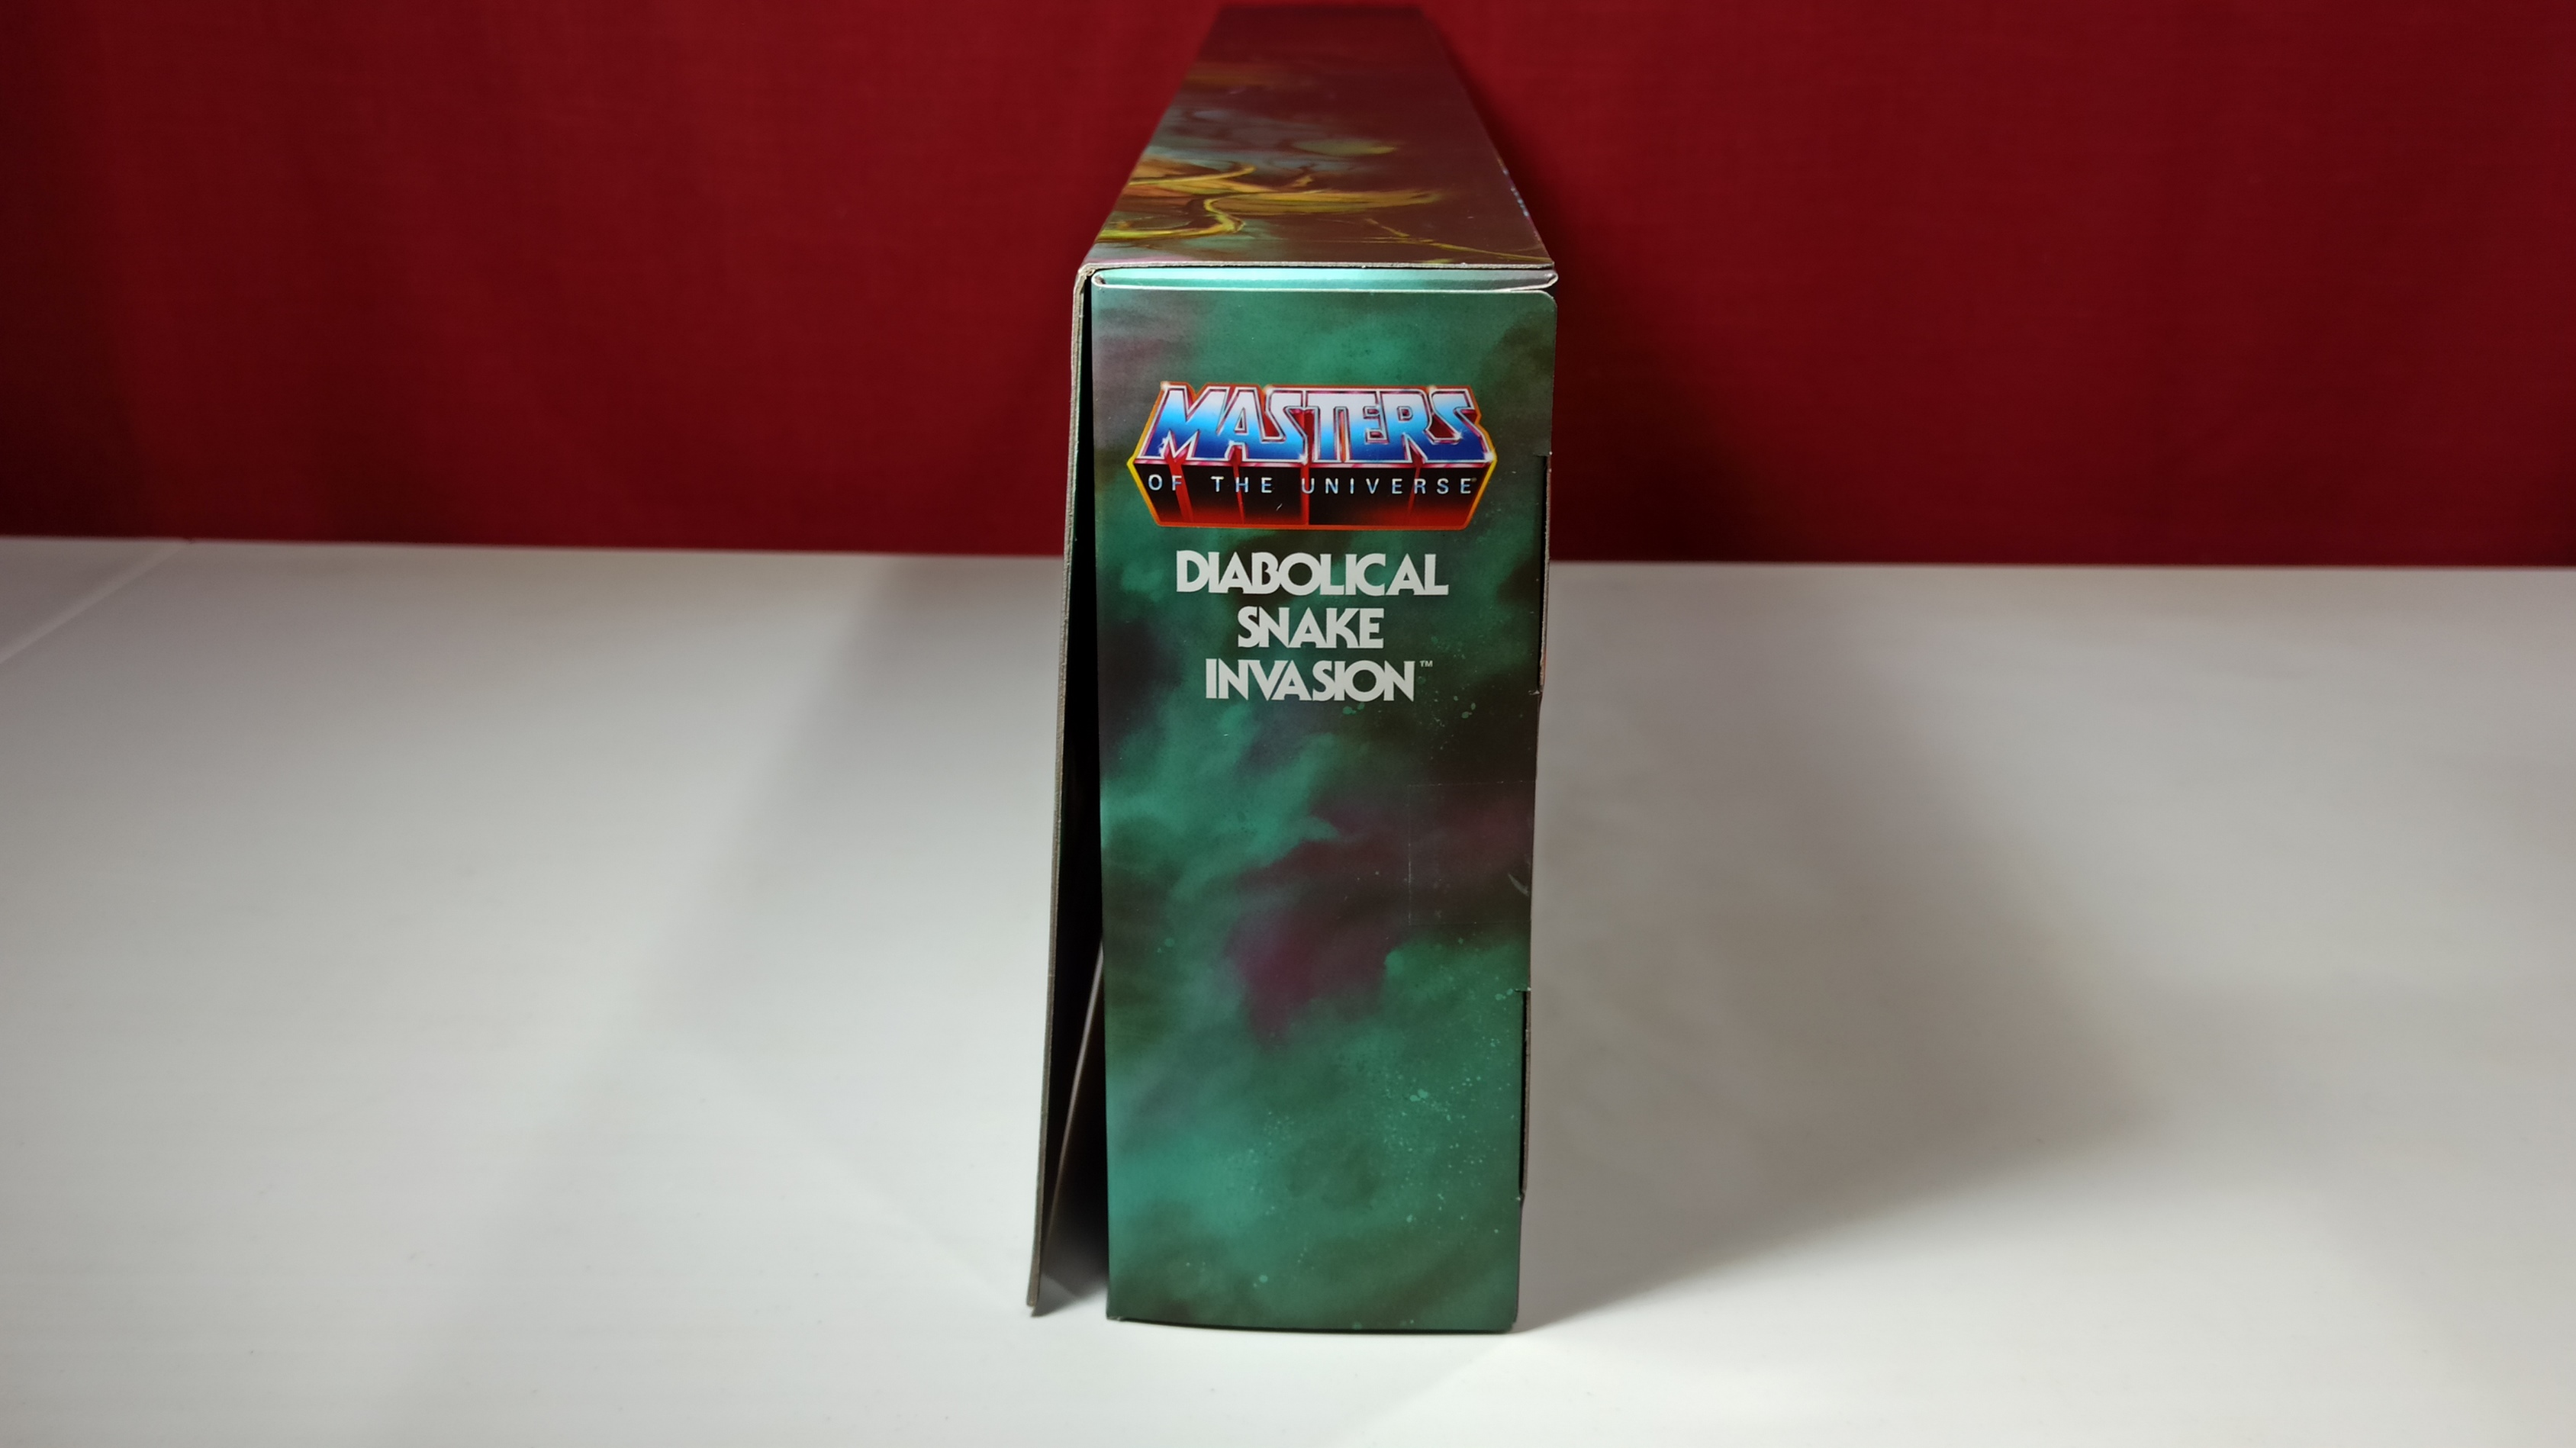 MASTERS
OF THE UNIVERSE®
DIABOLICAL
SNAKE
INVASION™